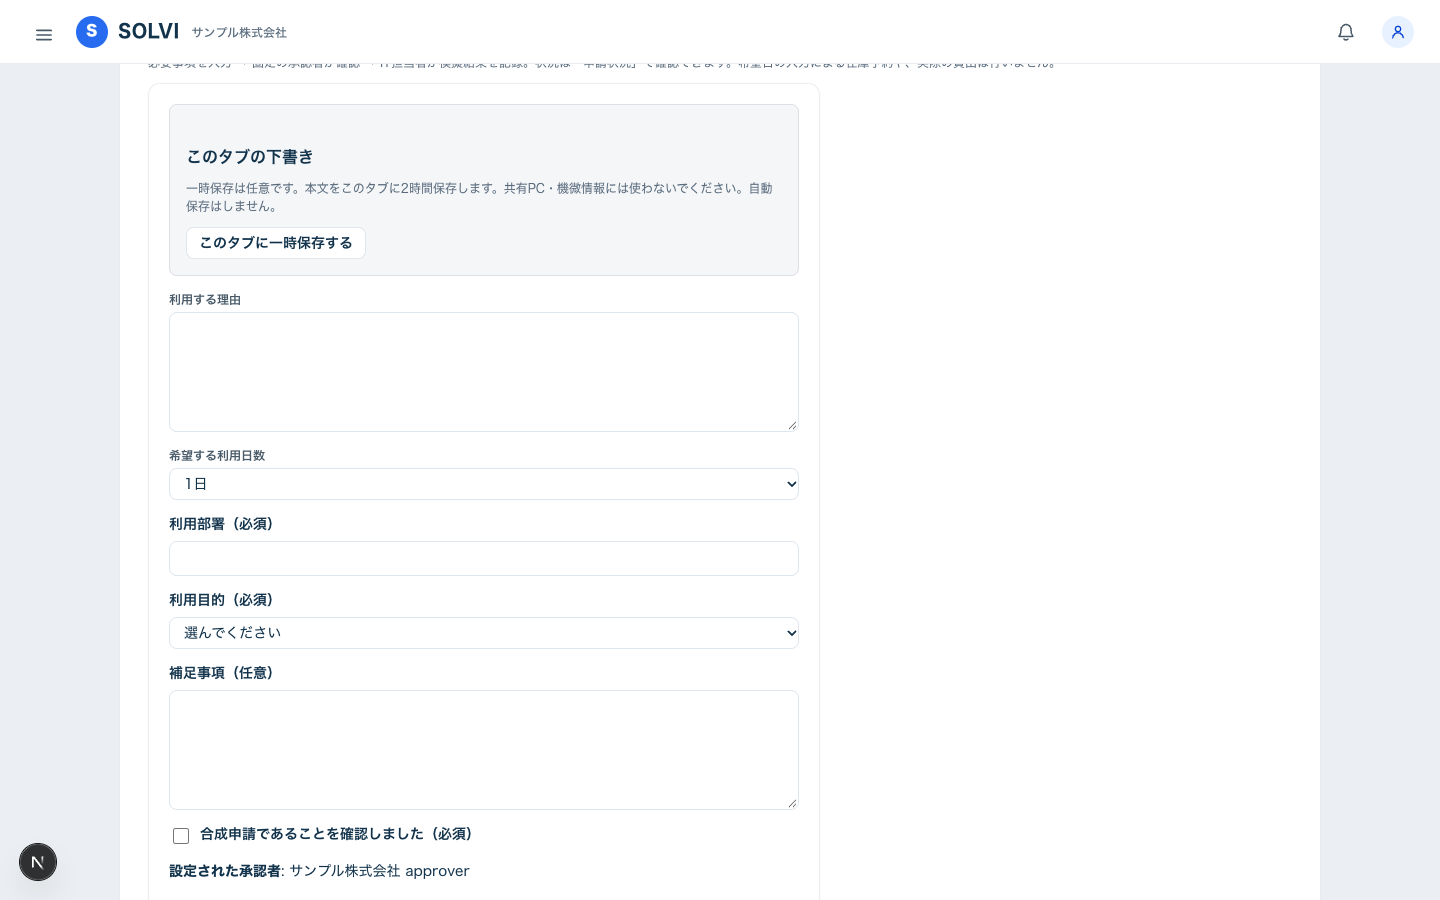 S SOLVI サンプル株式会社
このタブの下書き
一時保存は任意です。本文をこのタブに2時間保存します。共有PC・機微情報には使わないでください。自動
保存はしません。
このタブに一時保存する
利用する理由
希望する利用日数
1日
利用部署（必須）
利用目的（必須）
選んでください
補足事項（任意）
合成申請であることを確認しました（必須）
設定された承認者: サンプル株式会社 approver
N